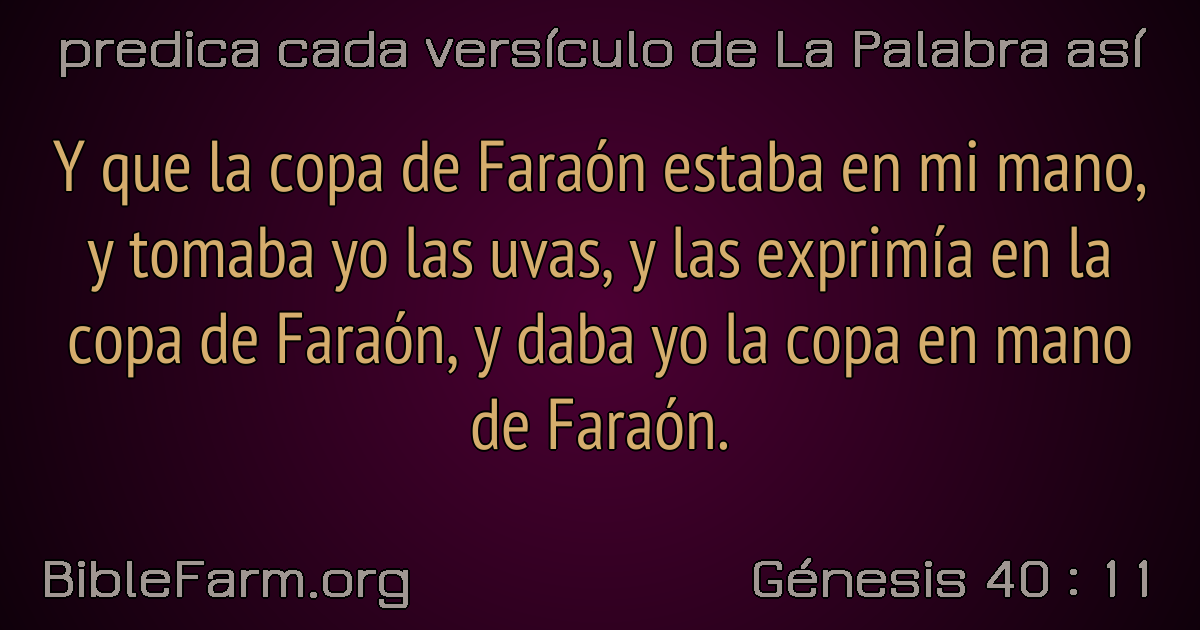 predica cada versículo de La Palabra así
Y que la copa de Faraón estaba en mi mano,
y tomaba yo las uvas, y las exprimía en la
copa de Faraón, y daba yo la copa en mano
de Faraón.
BibleFarm.org
Génesis 40 : 11